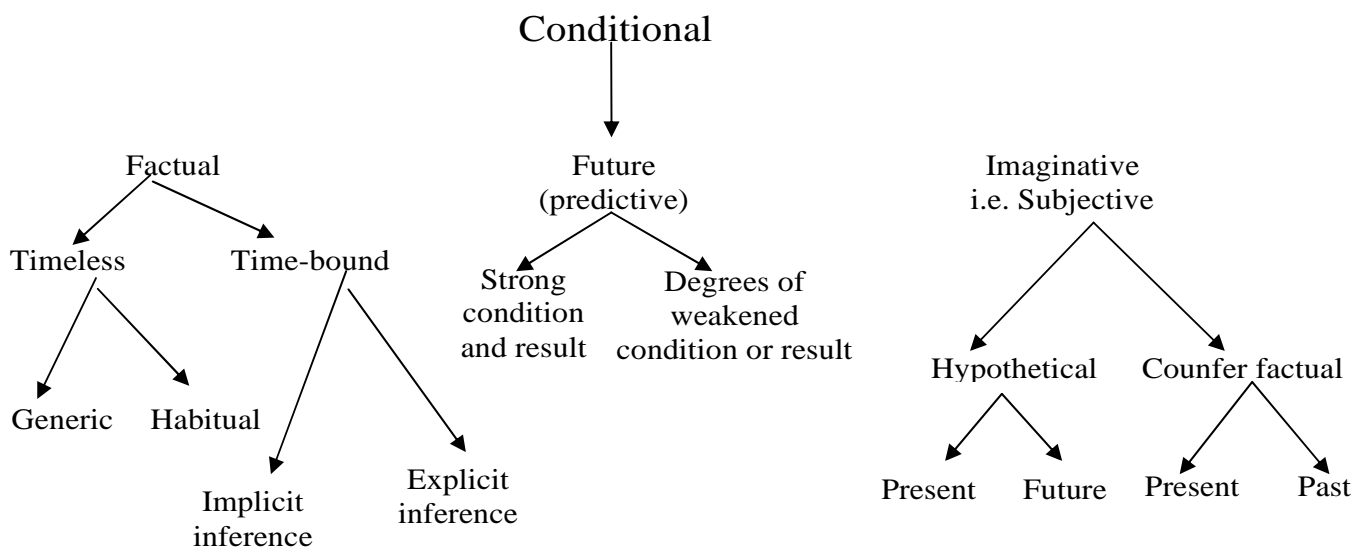 Conditional
Factual
Future
(predictive)
Imaginative
i.e. Subjective
Timeless
Time-bound
Strong
condition
and result
Degrees of
weakened
condition or result
Hypothetical
Counfer factual
Generic
Habitual
Implicit
inference
Explicit
inference
Present
Future
Present
Past